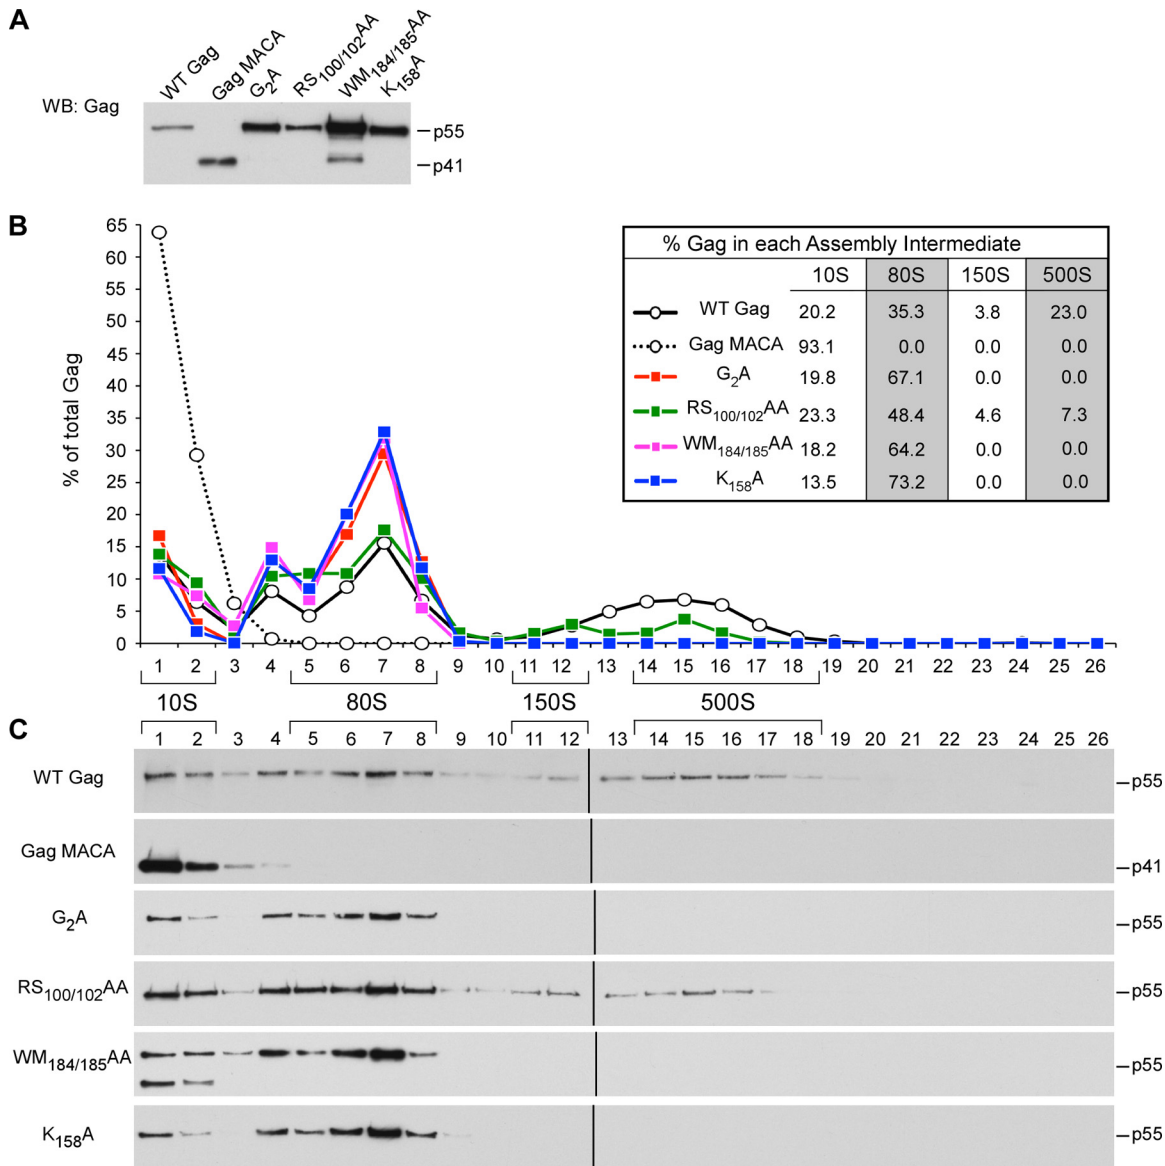 A
WT Gag
Gag MACA
G2A
RS100/102AA
WM184/185AA
K158A
WB: Gag
p55
p41
B
65
60
55
50
45
40
35
30
25
20
15
10
5
0
% of total Gag
% Gag in each Assembly Intermediate
10S 80S 150S 500S
WT Gag 20.2 35.3 3.8 23.0
Gag MACA 93.1 0.0 0.0 0.0
G2A 19.8 67.1 0.0 0.0
RS100/102AA 23.3 48.4 4.6 7.3
WM184/185AA 18.2 64.2 0.0 0.0
K158A 13.5 73.2 0.0 0.0
1 2 3 4 5 6 7 8 9 10 11 12 13 14 15 16 17 18 19 20 21 22 23 24 25 26
10S 80S 150S 500S
C
1 2 3 4 5 6 7 8 9 10 11 12 13 14 15 16 17 18 19 20 21 22 23 24 25 26
WT Gag p55
Gag MACA p41
G2A p55
RS100/102AA p55
WM184/185AA p55
K158A p55